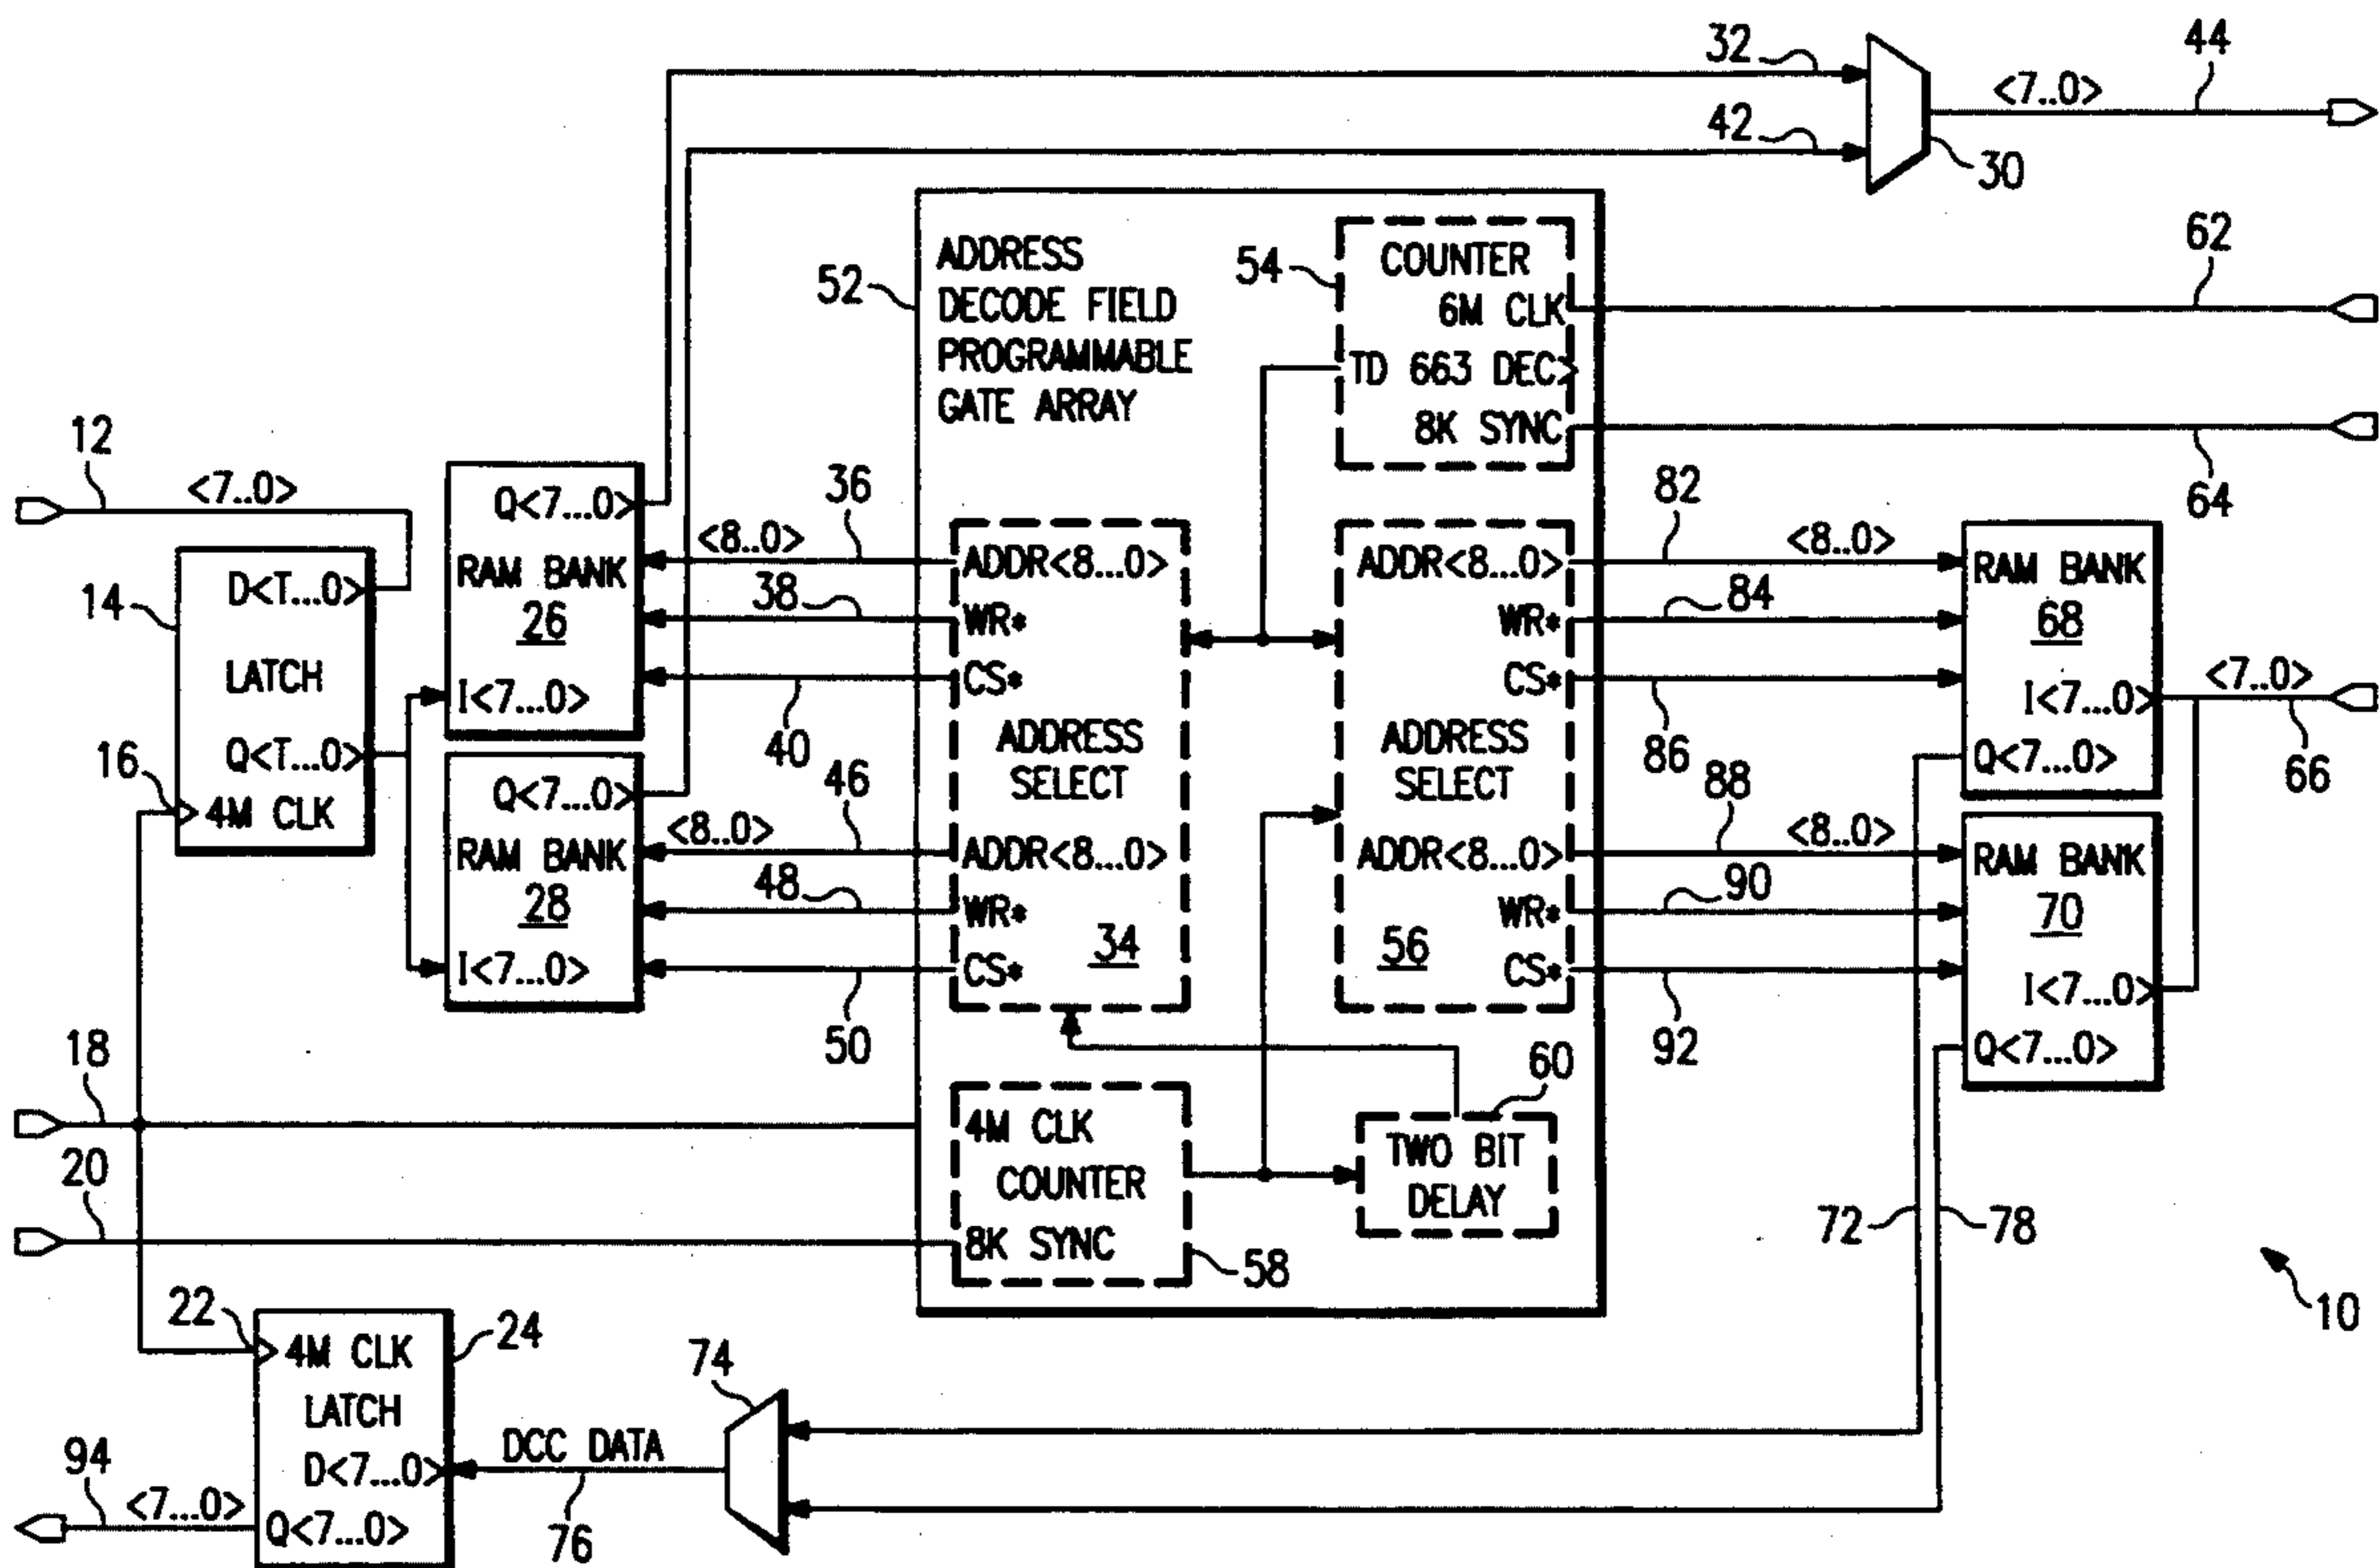 32
44
<7..0>
42
30
ADDRESS
DECODE FIELD
PROGRAMMABLE
GATE ARRAY
52
54
COUNTER
6M CLK
TD 663 DEC
8K SYNC
62
64
12
<7..0>
14
D<T...0>
LATCH
Q<T...0>
16
4M CLK
Q<7...0>
RAM BANK
26
I<7...0>
Q<7...0>
RAM BANK
28
I<7...0>
36
<8..0>
38
40
46
<8..0>
48
50
ADDR<8...0>
WR*
CS*
ADDRESS
SELECT
ADDR<8...0>
WR*
34
CS*
ADDR<8...0>
WR*
CS*
ADDRESS
SELECT
ADDR<8...0>
WR*
56
CS*
82
<8..0>
84
86
88
<8..0>
90
92
RAM BANK
68
I<7...0>
Q<7...0>
<7..0>
66
RAM BANK
70
I<7...0>
Q<7...0>
18
20
4M CLK
COUNTER
8K SYNC
58
60
TWO BIT
DELAY
72
78
10
22
24
4M CLK
LATCH
D<7...0>
Q<7...0>
94
<7...0>
DCC DATA
76
74